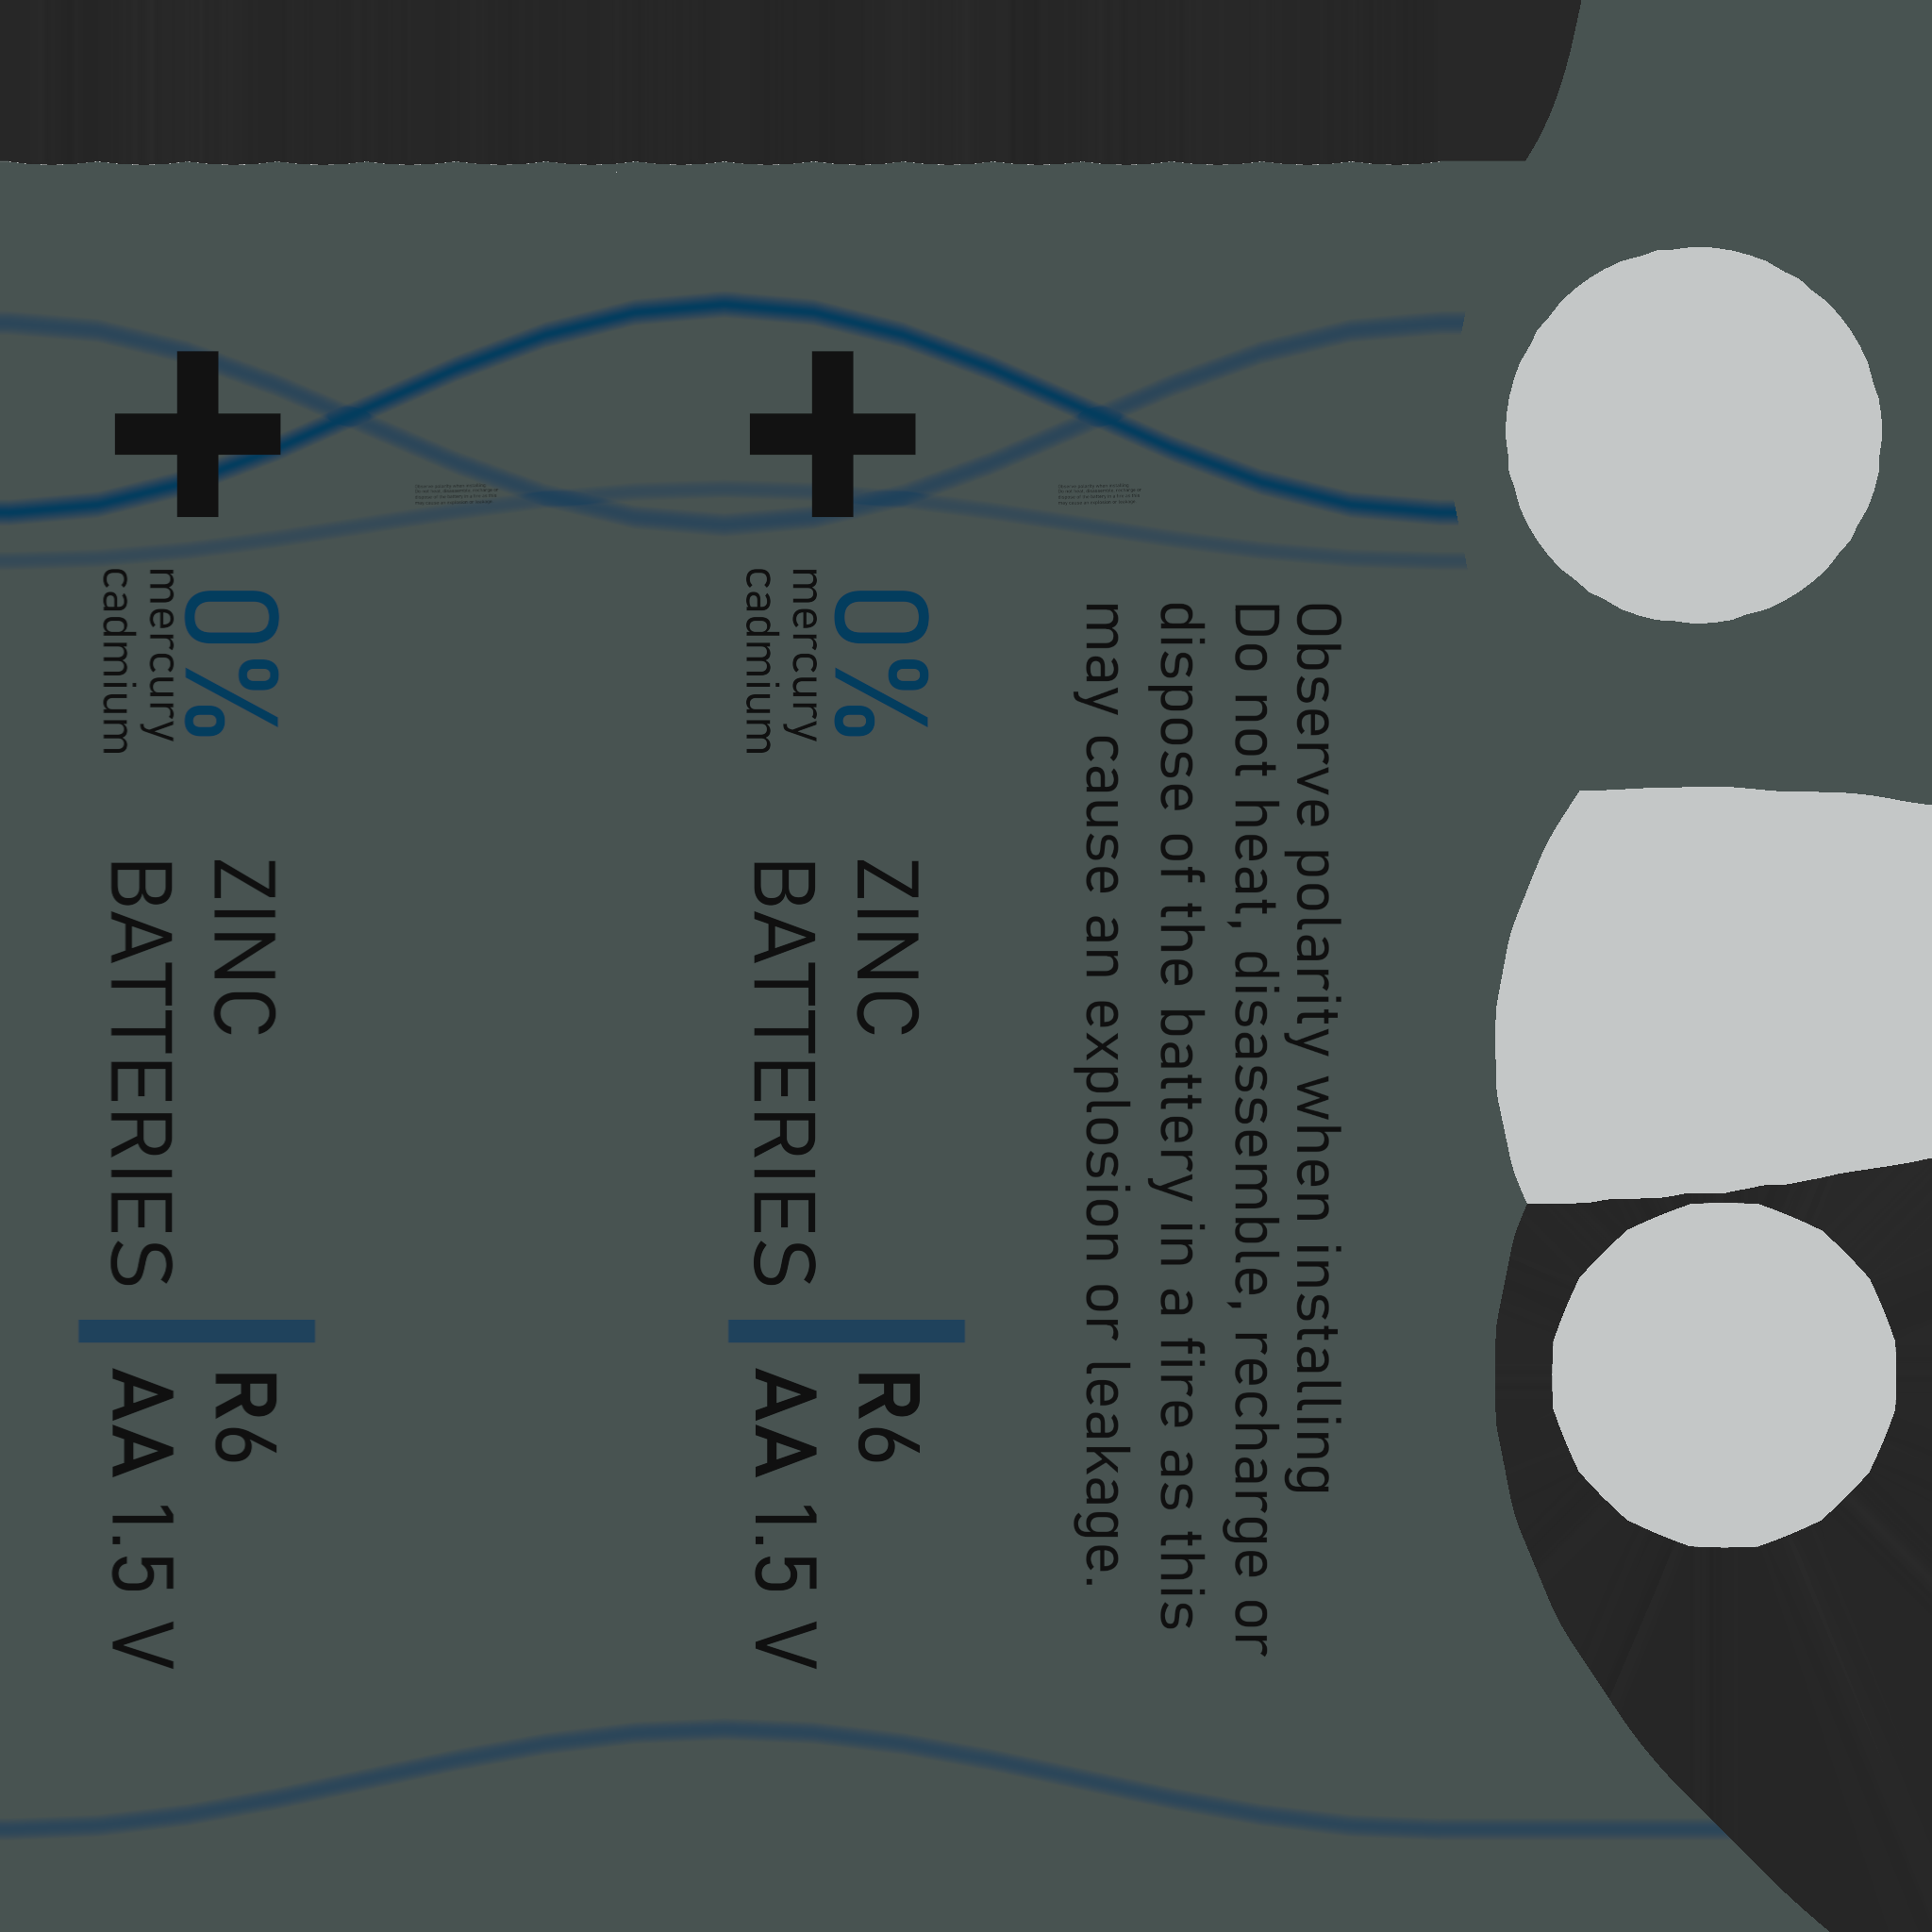 0%
mercury
cadmium
ZINC
BATTERIES
R6
AA 1.5 V
0%
mercury
cadmium
ZINC
BATTERIES
R6
AA 1.5 V
Observe polarity when installing
Do not heat, disassemble, recharge or
dispose of the battery in a fire as this
may cause an explosion or leakage.